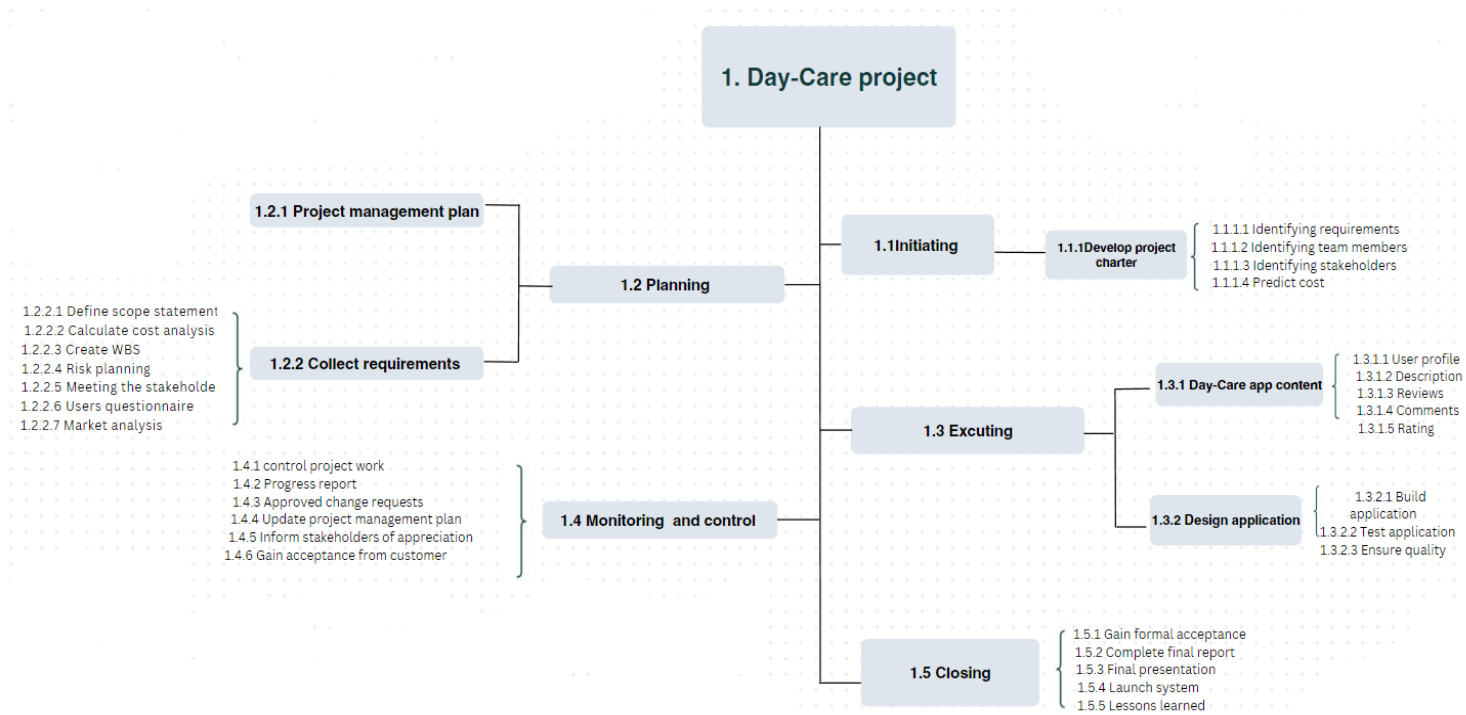 1. Day-Care project
1.1Initiating
1.1.1Develop project
charter
1.1.1.1 Identifying requirements
1.1.1.2 Identifying team members
1.1.1.3 Identifying stakeholders
1.1.1.4 Predict cost
1.2 Planning
1.2.1 Project management plan
1.2.2 Collect requirements
1.2.2.1 Define scope statement
1.2.2.2 Calculate cost analysis
1.2.2.3 Create WBS
1.2.2.4 Risk planning
1.2.2.5 Meeting the stakeholde
1.2.2.6 Users questionnaire
1.2.2.7 Market analysis
1.3 Excuting
1.3.1 Day-Care app content
1.3.1.1 User profile
1.3.1.2 Description
1.3.1.3 Reviews
1.3.1.4 Comments
1.3.1.5 Rating
1.3.2 Design application
1.3.2.1 Build
application
1.3.2.2 Test application
1.3.2.3 Ensure quality
1.4 Monitoring and control
1.4.1 control project work
1.4.2 Progress report
1.4.3 Approved change requests
1.4.4 Update project management plan
1.4.5 Inform stakeholders of appreciation
1.4.6 Gain acceptance from customer
1.5 Closing
1.5.1 Gain formal acceptance
1.5.2 Complete final report
1.5.3 Final presentation
1.5.4 Launch system
1.5.5 Lessons learned